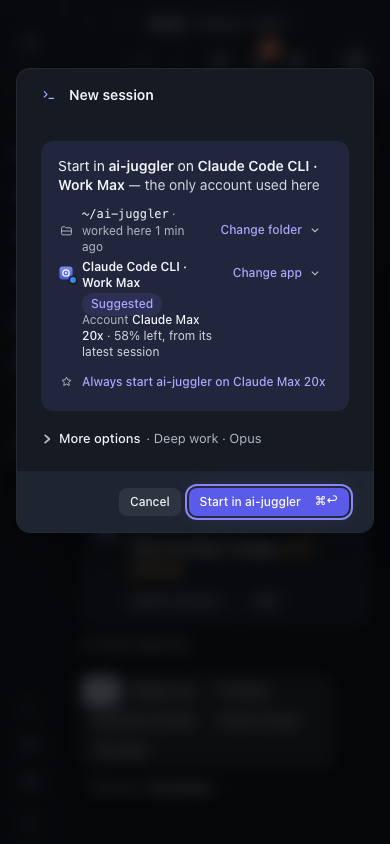 New session
Start in ai-juggler on Claude Code CLI ·
Work Max — the only account used here
~/ai-juggler ·
worked here 1 min
ago
Change folder
Claude Code CLI ·
Work Max
Change app
Suggested
Account Claude Max
20x · 58% left, from its
latest session
Always start ai-juggler on Claude Max 20x
More options · Deep work · Opus
Cancel
Start in ai-juggler ⌘↩